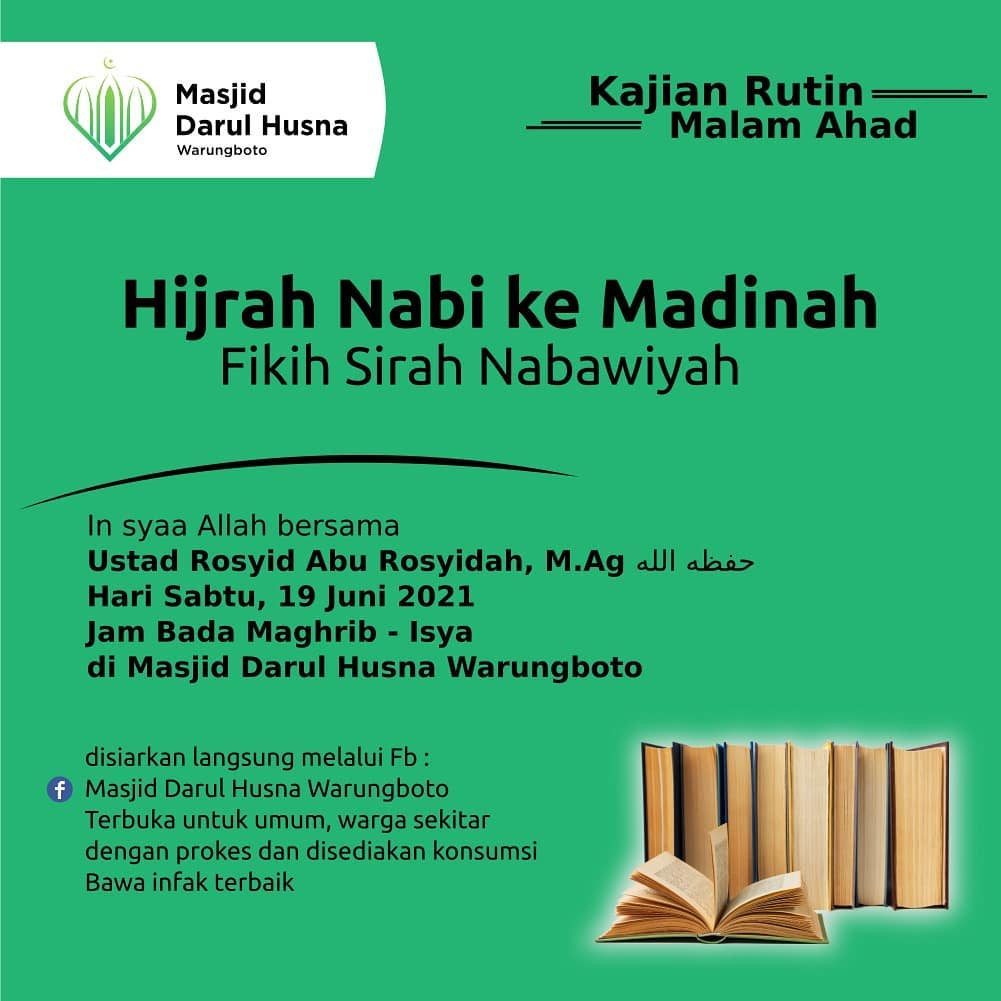 Masjid
Darul Husna
Warungboto
Kajian Rutin
Malam Ahad
Hijrah Nabi ke Madinah
Fikih Sirah Nabawiyah
In syaa Allah bersama
Ustad Rosyid Abu Rosyidah, M.Ag حفظه الله
Hari Sabtu, 19 Juni 2021
Jam Bada Maghrib - Isya
di Masjid Darul Husna Warungboto
disiarkan langsung melalui Fb :
f Masjid Darul Husna Warungboto
Terbuka untuk umum, warga sekitar
dengan prokes dan disediakan konsumsi
Bawa infak terbaik